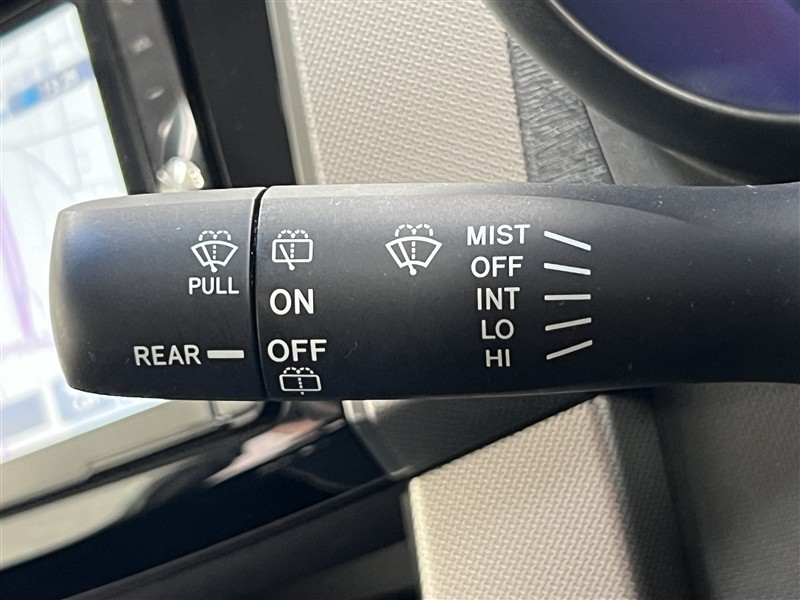 PULL
REAR
ON
OFF
MIST
OFF
INT
LO
HI